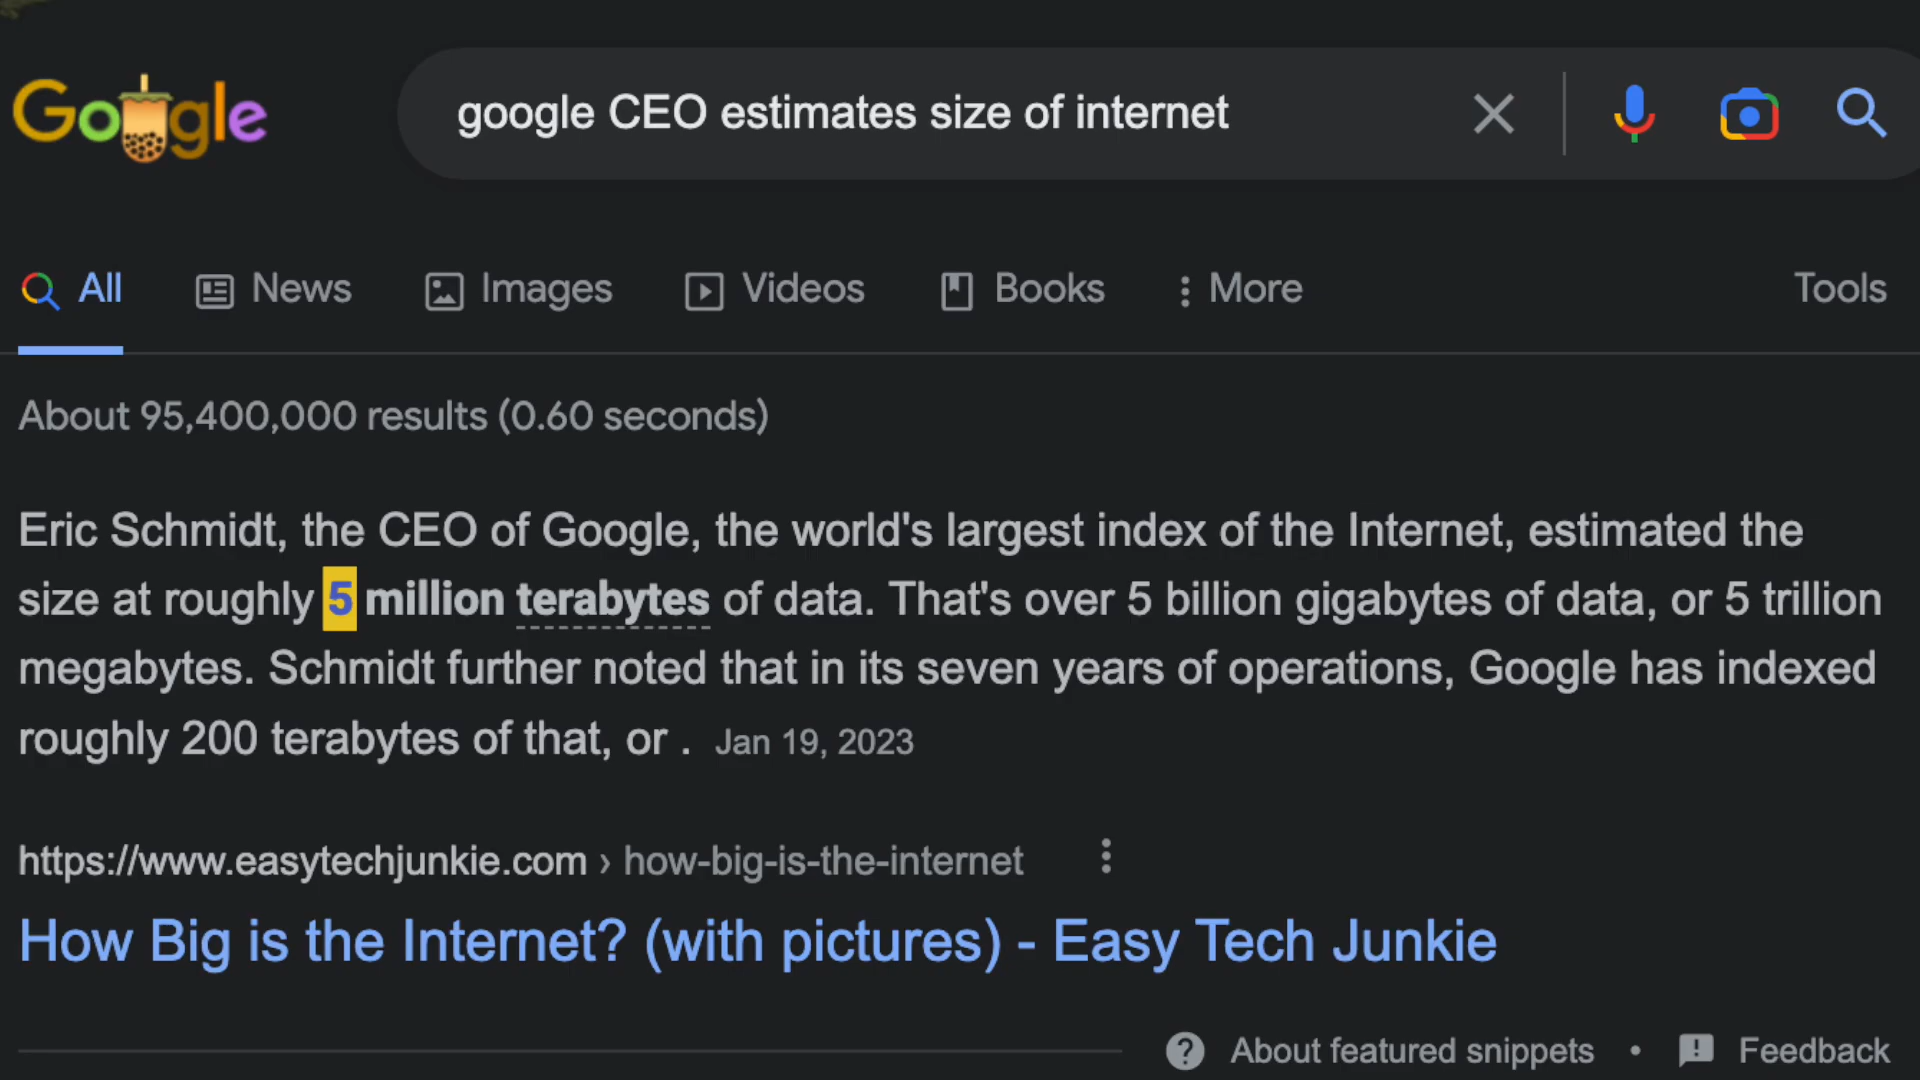 Google
google CEO estimates size of internet
All News Images Videos Books More Tools
About 95,400,000 results (0.60 seconds)
Eric Schmidt, the CEO of Google, the world's largest index of the Internet, estimated the
size at roughly 5 million terabytes of data. That's over 5 billion gigabytes of data, or 5 trillion
megabytes. Schmidt further noted that in its seven years of operations, Google has indexed
roughly 200 terabytes of that, or . Jan 19, 2023
https://www.easytechjunkie.com › how-big-is-the-internet
How Big is the Internet? (with pictures) - Easy Tech Junkie
About featured snippets • Feedback